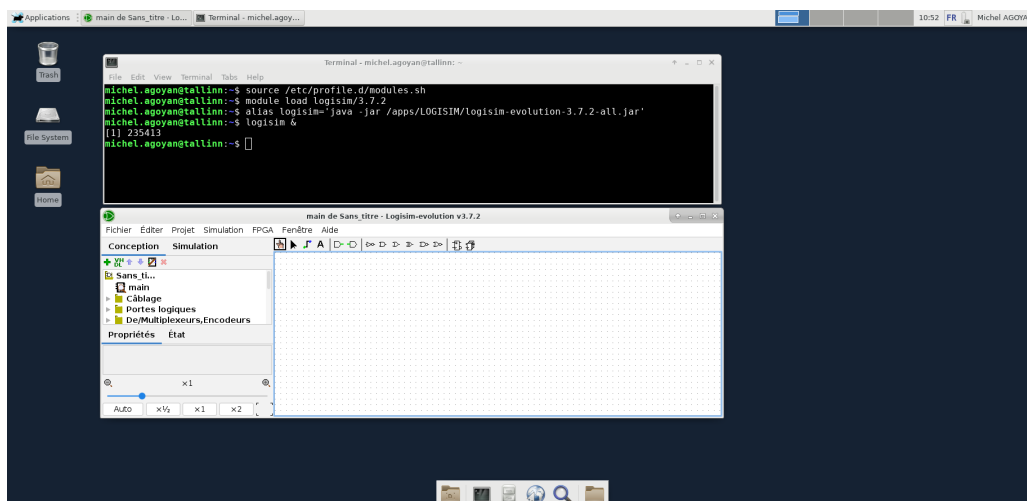 Applications main de Sans_titre - Lo... Terminal - michel.agoy... 10:52 FR Michel AGOYA
Trash
File System
Home
Terminal - michel.agoyan@tallinn: ~
File Edit View Terminal Tabs Help
michel.agoyan@tallinn:~$ source /etc/profile.d/modules.sh
michel.agoyan@tallinn:~$ module load logisim/3.7.2
michel.agoyan@tallinn:~$ alias logisim='java -jar /apps/LOGISIM/logisim-evolution-3.7.2-all.jar'
michel.agoyan@tallinn:~$ logisim &
[1] 235413
michel.agoyan@tallinn:~$
main de Sans_titre - Logisim-evolution v3.7.2
Fichier Éditer Projet Simulation FPGA Fenêtre Aide
Conception Simulation
A
VHDL
Sans_ti...
main
Câblage
Portes logiques
De/Multiplexeurs,Encodeurs
Propriétés État
×1
Auto ×½ ×1 ×2